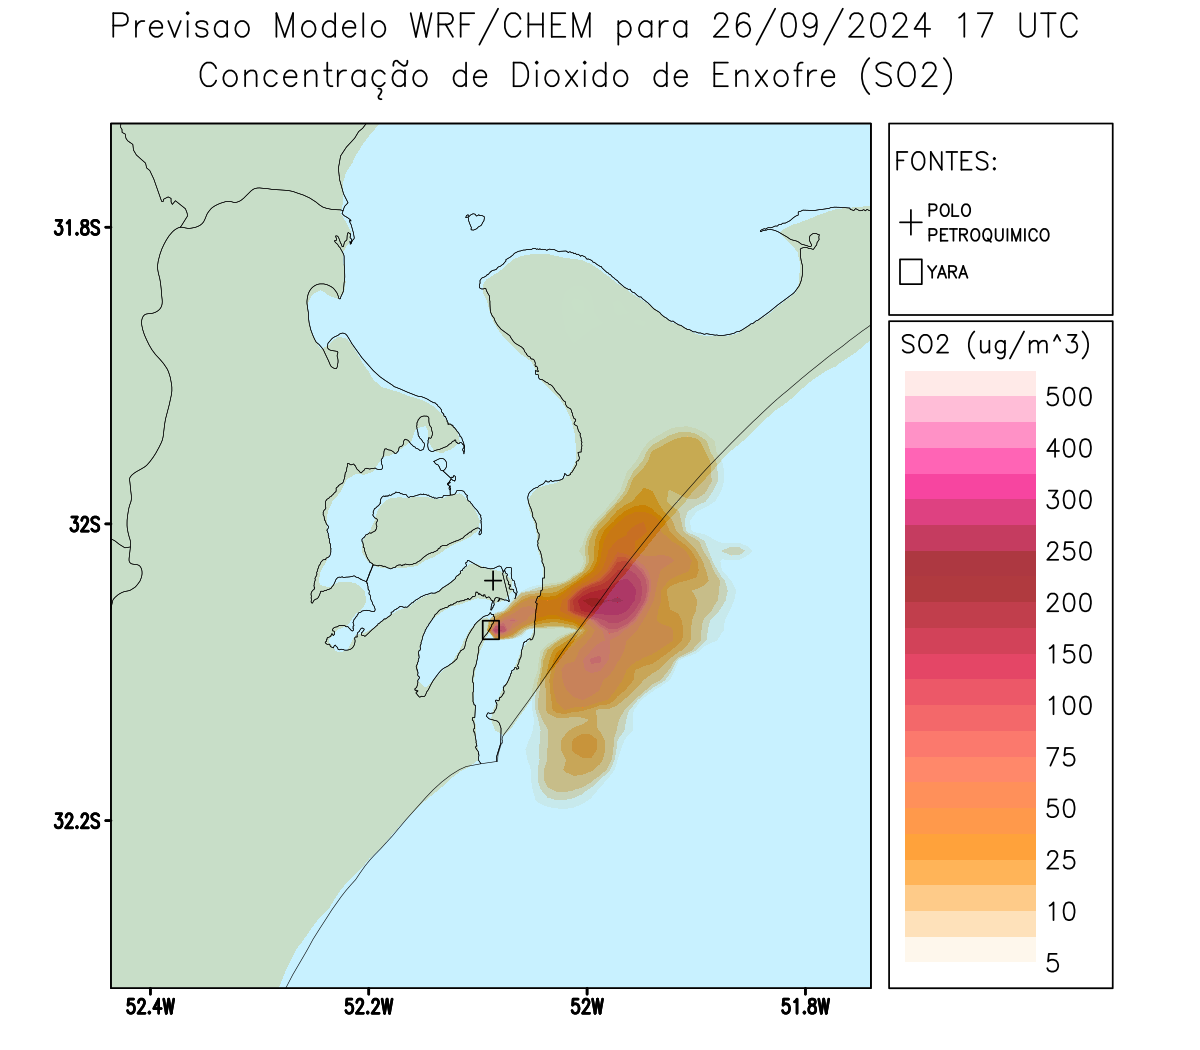 Previsao Modelo WRF/CHEM para 26/09/2024 17 UTC
Concentração de Dioxido de Enxofre (SO2)
FONTES:
POLO
PETROQUIMICO
YARA
31.8S
32S
32.2S
52.4W
52.2W
52W
51.8W
SO2 (ug/m^3)
500
400
300
250
200
150
100
75
50
25
10
5